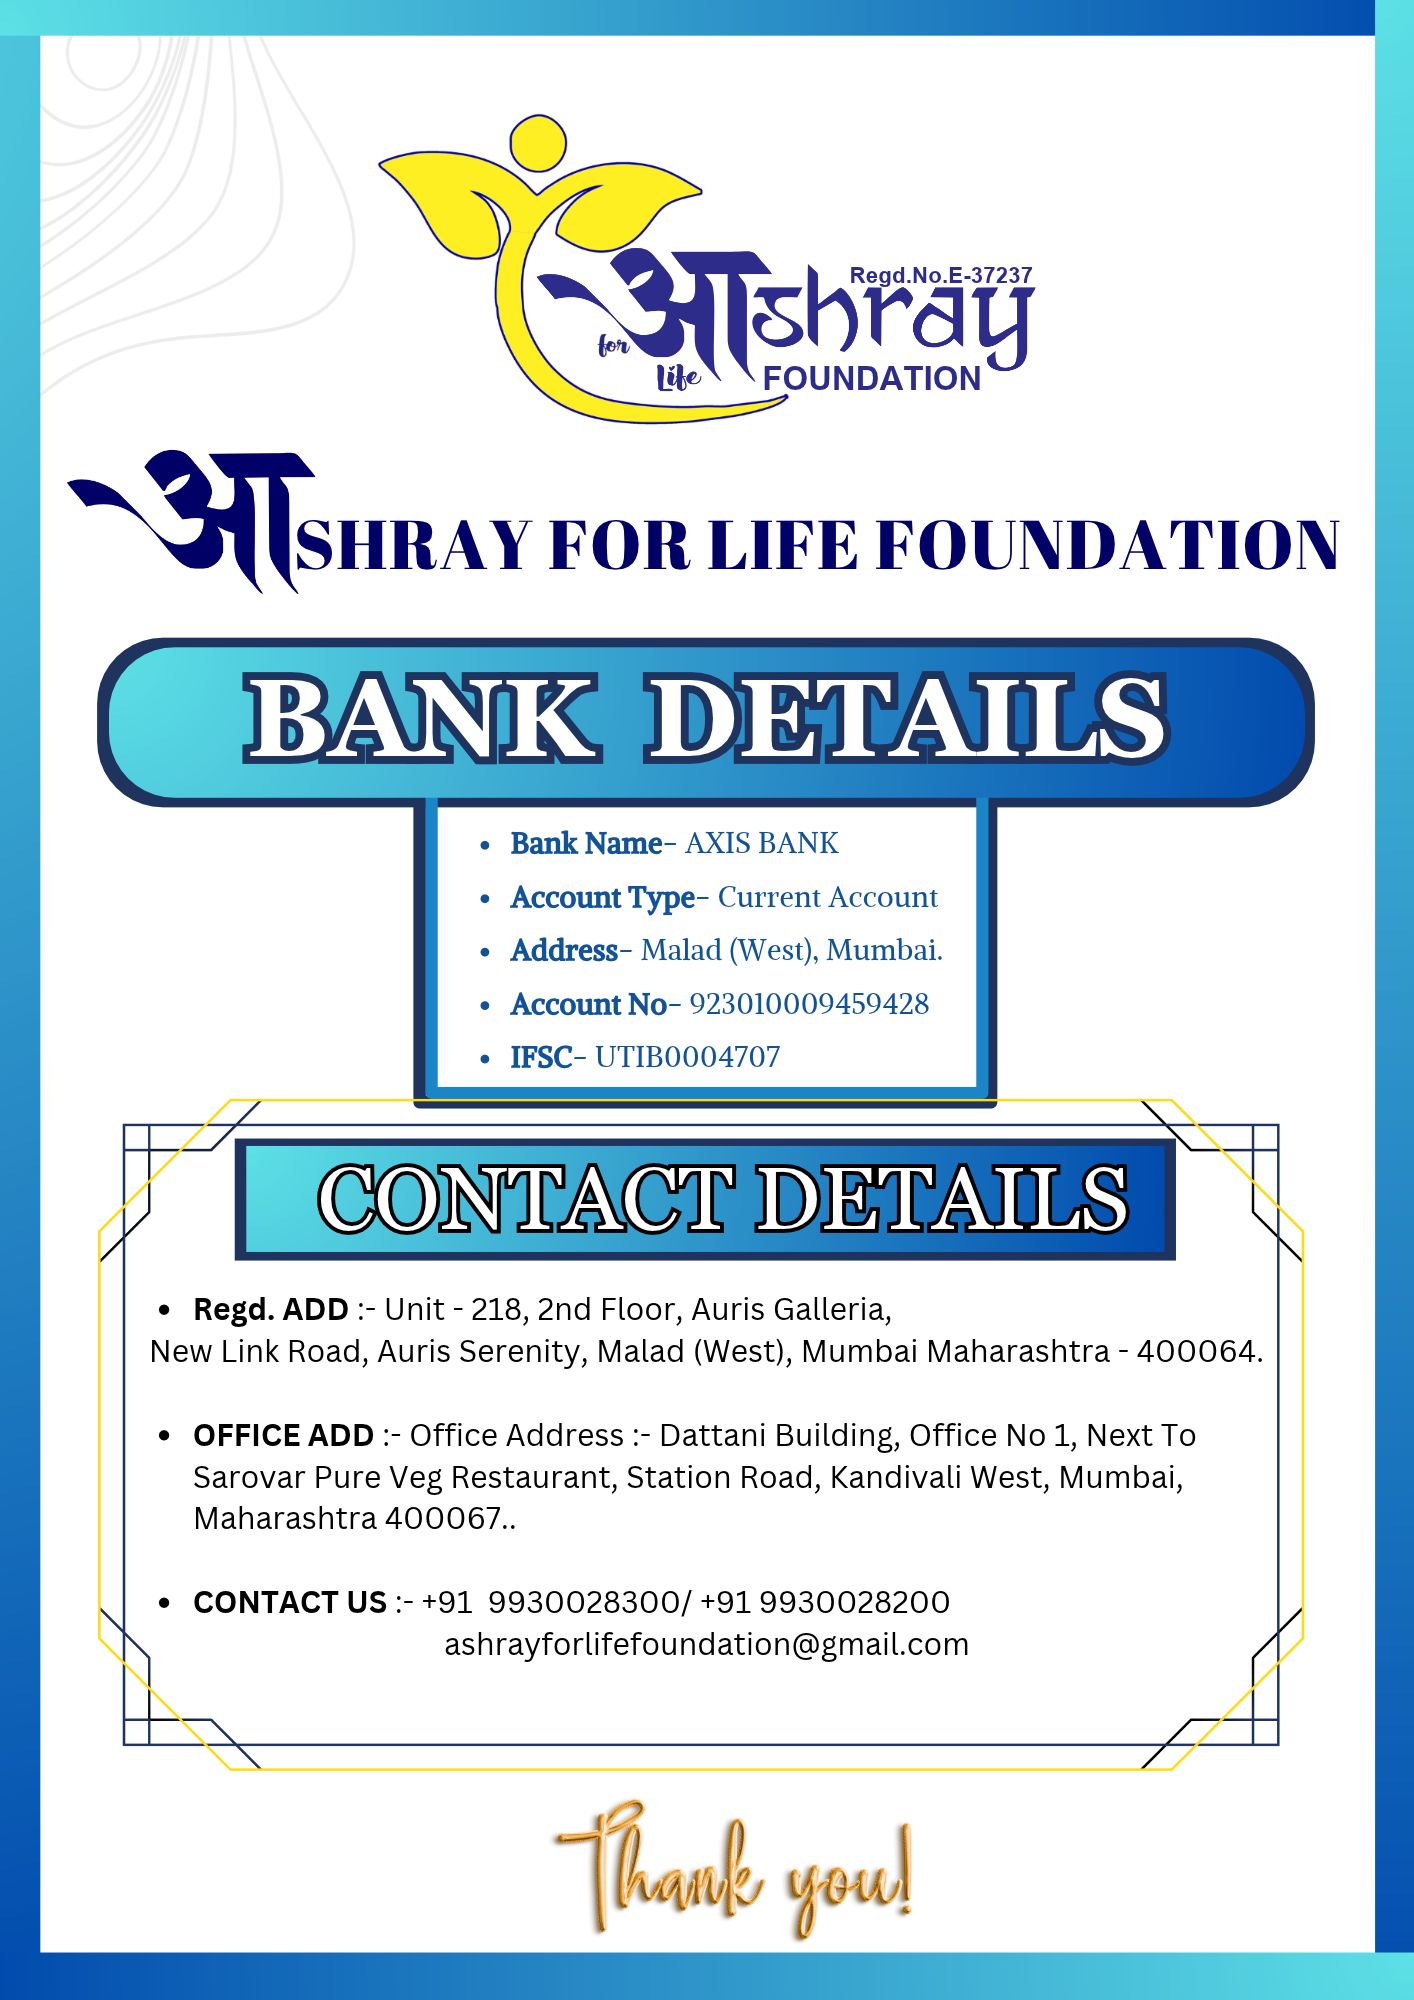 Regd.No.E-37237
आshray
for
Life
FOUNDATION
आSHRAY FOR LIFE FOUNDATION
BANK DETAILS
• Bank Name- AXIS BANK
• Account Type- Current Account
• Address- Malad (West), Mumbai.
• Account No- 923010009459428
• IFSC- UTIB0004707
CONTACT DETAILS
• Regd. ADD :- Unit - 218, 2nd Floor, Auris Galleria,
New Link Road, Auris Serenity, Malad (West), Mumbai Maharashtra - 400064.
• OFFICE ADD :- Office Address :- Dattani Building, Office No 1, Next To
Sarovar Pure Veg Restaurant, Station Road, Kandivali West, Mumbai,
Maharashtra 400067..
• CONTACT US :- +91 9930028300/ +91 9930028200
ashrayforlifefoundation@gmail.com
Thank you!